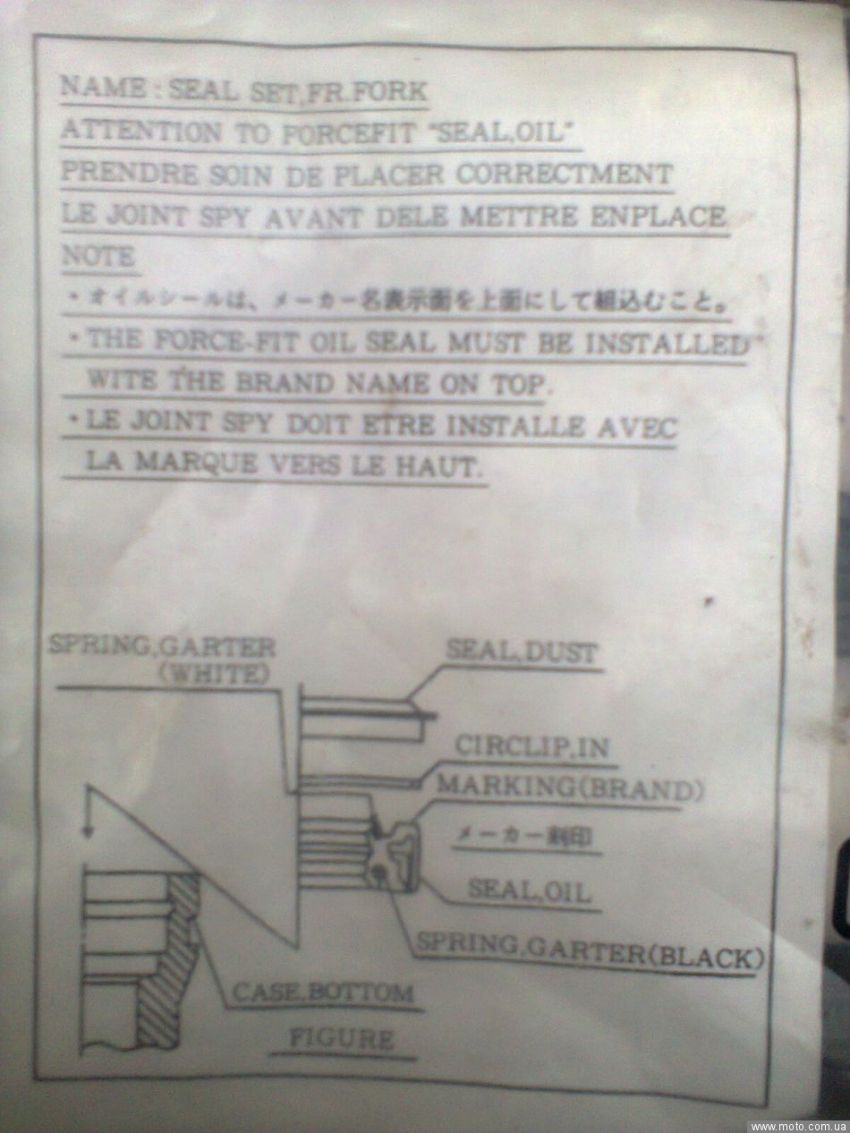 NAME : SEAL SET,FR.FORK
ATTENTION TO FORCEFIT "SEAL,OIL"
PRENDRE SOIN DE PLACER CORRECTMENT
LE JOINT SPY AVANT DELE METTRE ENPLACE
NOTE
・オイルシールは、メーカー名表示面を上面にして組込むこと。
・THE FORCE-FIT OIL SEAL MUST BE INSTALLED
WITE THE BRAND NAME ON TOP.
・LE JOINT SPY DOIT ETRE INSTALLE AVEC
LA MARQUE VERS LE HAUT.
SPRING,GARTER
(WHITE)
SEAL,DUST
CIRCLIP,IN
MARKING(BRAND)
メーカー刻印
SEAL,OIL
SPRING,GARTER(BLACK)
CASE,BOTTOM
FIGURE
www.moto.com.ua